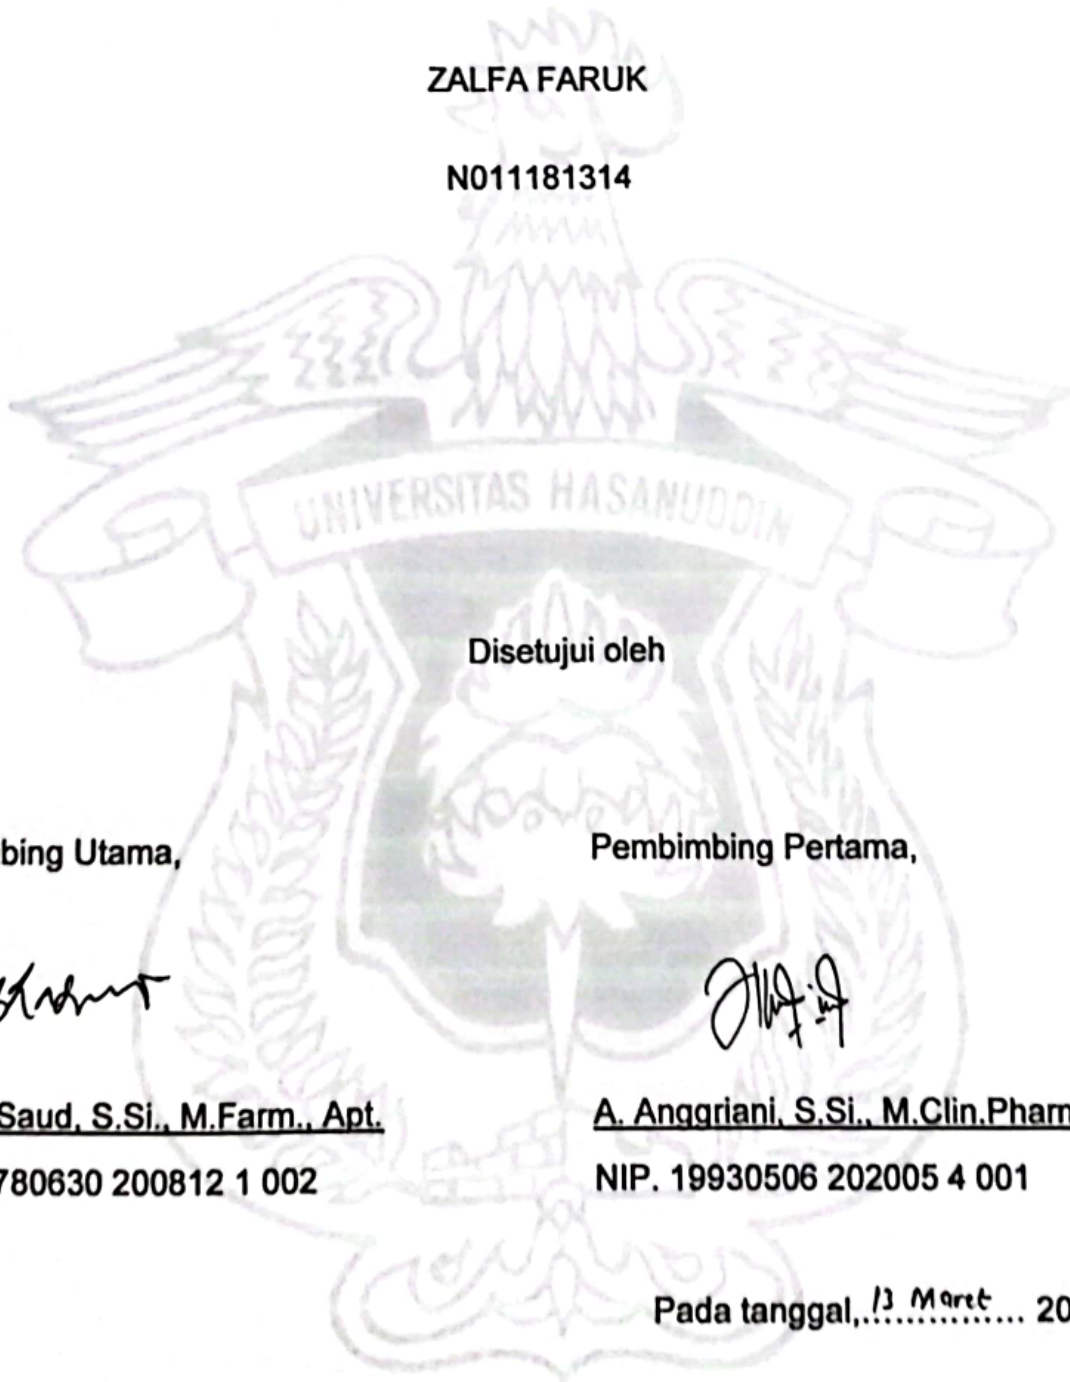 ZALFA FARUK
N011181314
UNIVERSITAS HASANUDDIN
Disetujui oleh
bing Utama, Pembimbing Pertama,
Saud, S.Si., M.Farm., Apt. A. Anggriani, S.Si., M.Clin.Pharm
780630 200812 1 002 NIP. 19930506 202005 4 001
Pada tanggal, 13 Maret 20